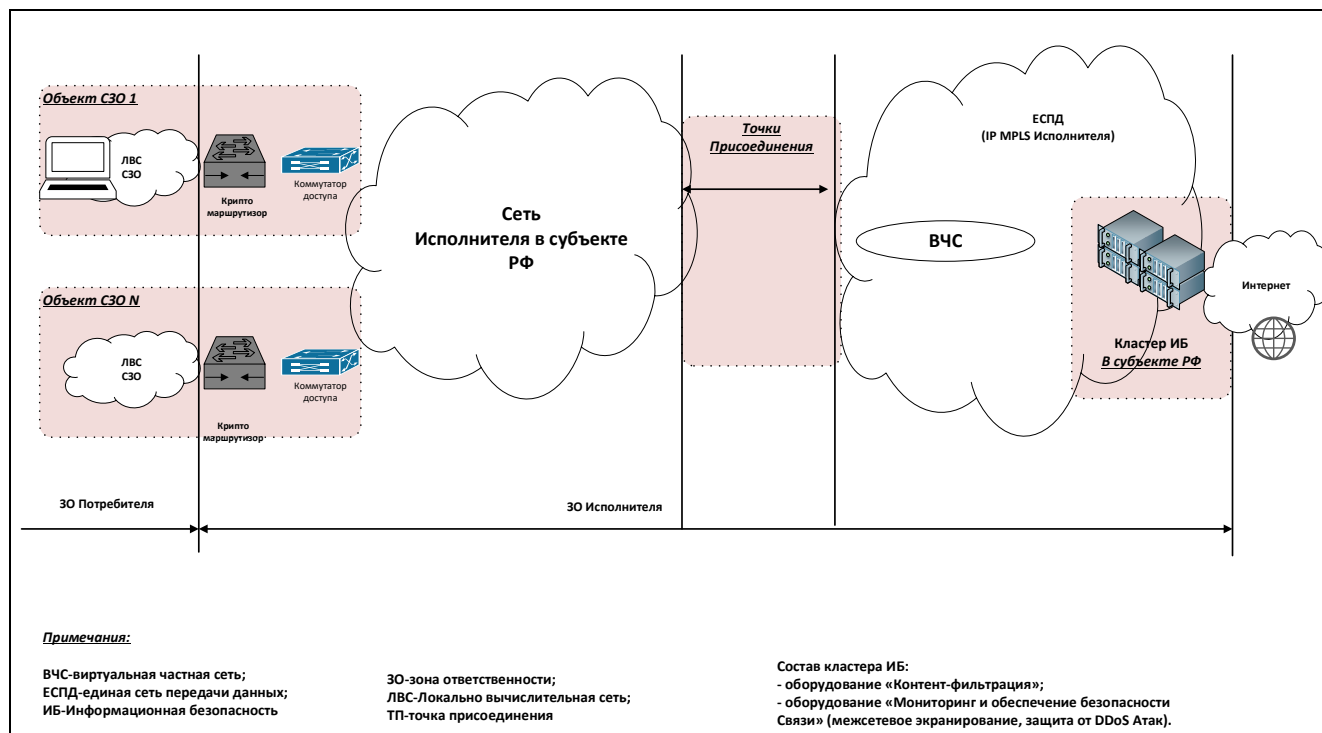 Объект СЗО 1
ЛВС
СЗО
Крипто
маршрутизор
Коммутатор
доступа
Объект СЗО N
ЛВС
СЗО
Крипто
маршрутизор
Коммутатор
доступа
Сеть
Исполнителя в субъекте
РФ
Точки
Присоединения
ЕСПД
(IP MPLS Исполнителя)
ВЧС
Кластер ИБ
В субъекте РФ
Интернет
ЗО Потребителя
ЗО Исполнителя
Примечания:
ВЧС-виртуальная частная сеть;
ЕСПД-единая сеть передачи данных;
ИБ-Информационная безопасность
ЗО-зона ответственности;
ЛВС-Локально вычислительная сеть;
ТП-точка присоединения
Состав кластера ИБ:
- оборудование «Контент-фильтрация»;
- оборудование «Мониторинг и обеспечение безопасности
Связи» (межсетевое экранирование, защита от DDoS Атак).